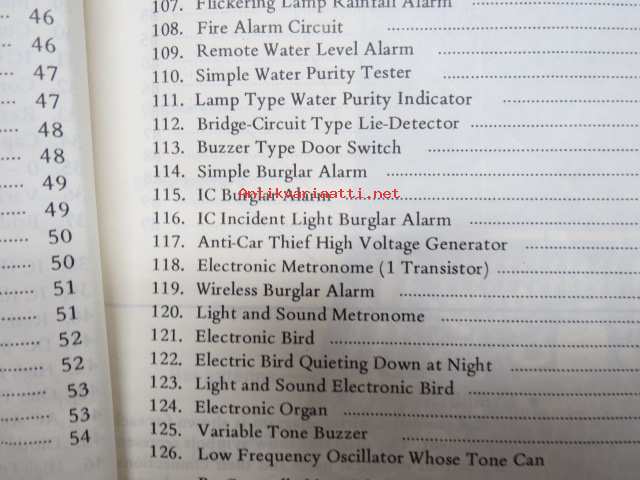 46
46
47
47
48
48
49
49
50
50
51
51
52
52
53
53
54
107. Flickering Lamp Rainfall Alarm
108. Fire Alarm Circuit
109. Remote Water Level Alarm
110. Simple Water Purity Tester
111. Lamp Type Water Purity Indicator
112. Bridge-Circuit Type Lie-Detector
113. Buzzer Type Door Switch
114. Simple Burglar Alarm
115. IC Burglar Alarm
Antikvariaatti.net
116. IC Incident Light Burglar Alarm
117. Anti-Car Thief High Voltage Generator
118. Electronic Metronome (1 Transistor)
119. Wireless Burglar Alarm
120. Light and Sound Metronome
121. Electronic Bird
122. Electric Bird Quieting Down at Night
123. Light and Sound Electronic Bird
124. Electronic Organ
125. Variable Tone Buzzer
126. Low Frequency Oscillator Whose Tone Can